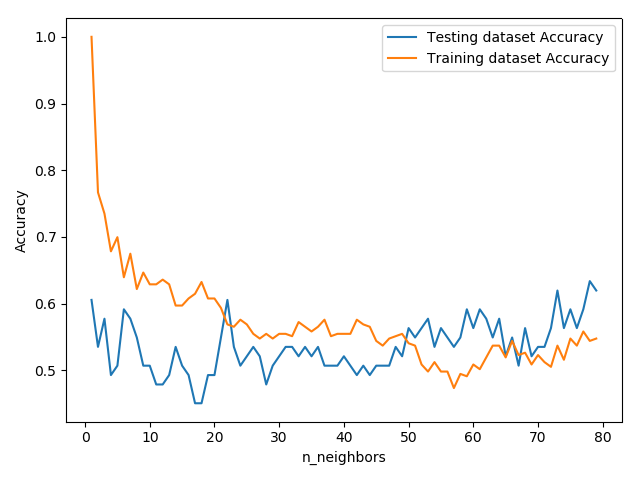 Testing dataset Accuracy
Training dataset Accuracy
Accuracy
1.0
0.9
0.8
0.7
0.6
0.5
0 10 20 30 40 50 60 70 80
n_neighbors